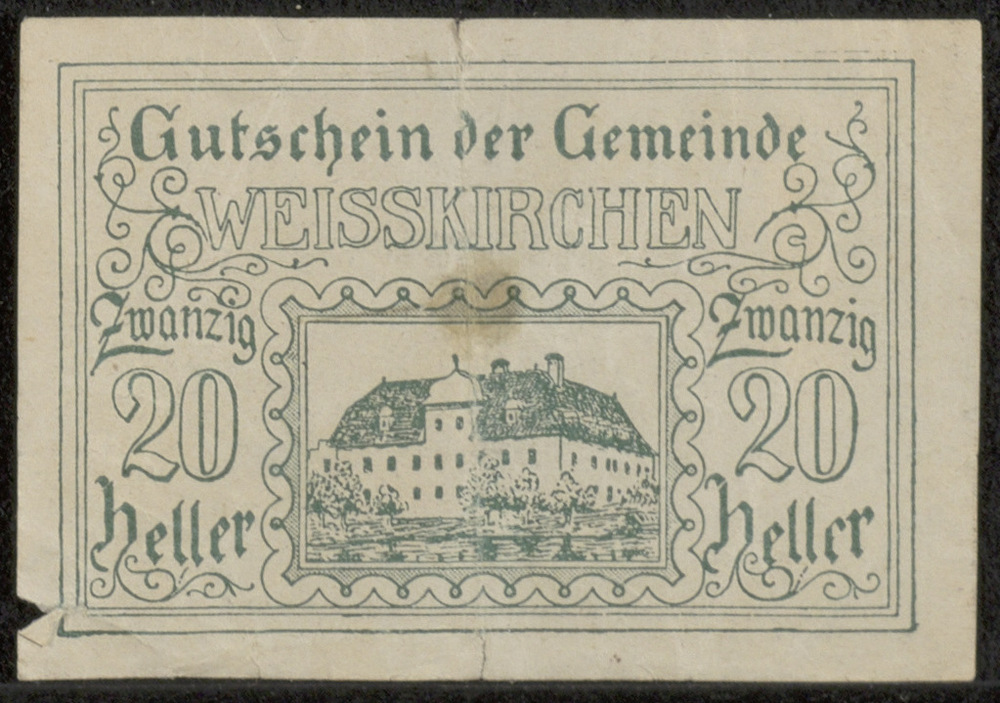 Gutschein der Gemeinde
WEISSKIRCHEN
Zwanzig
20
Heller
Zwanzig
20
Heller